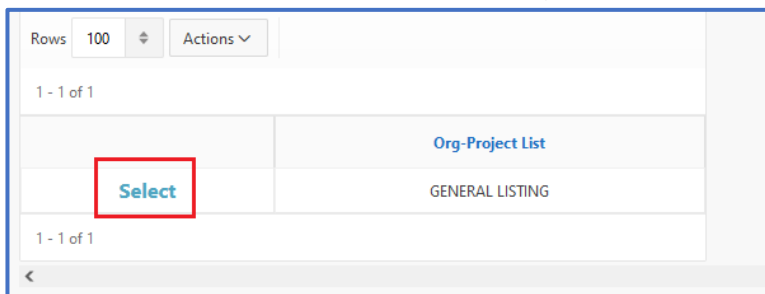 Rows 100 Actions
1 - 1 of 1
Org-Project List
Select GENERAL LISTING
1 - 1 of 1